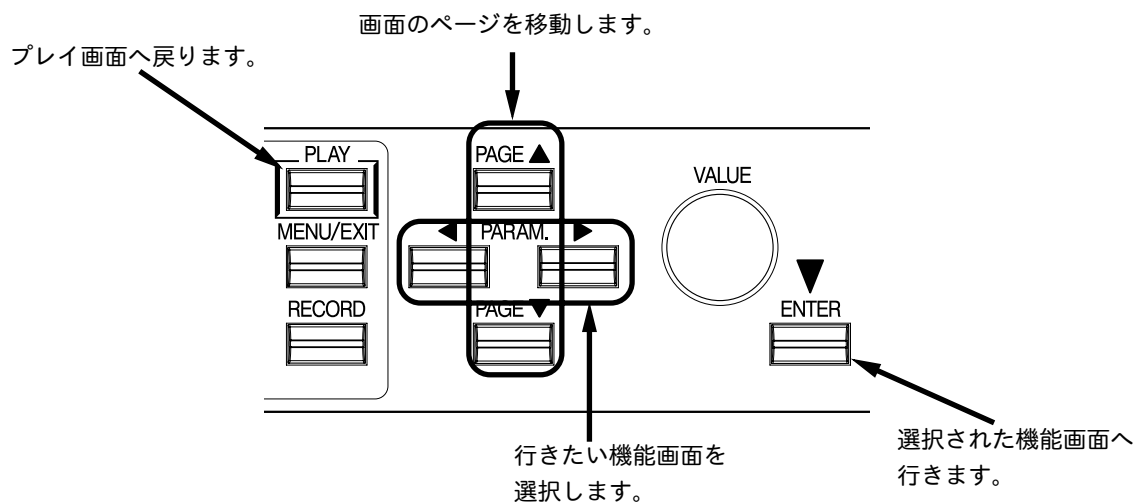 画面のページを移動します。
プレイ画面へ戻ります。
PLAY
PAGE ▲
VALUE
MENU/EXIT
◀ PARAM. ▶
RECORD
PAGE ▼
▼
ENTER
行きたい機能画面を
選択します。
選択された機能画面へ
行きます。